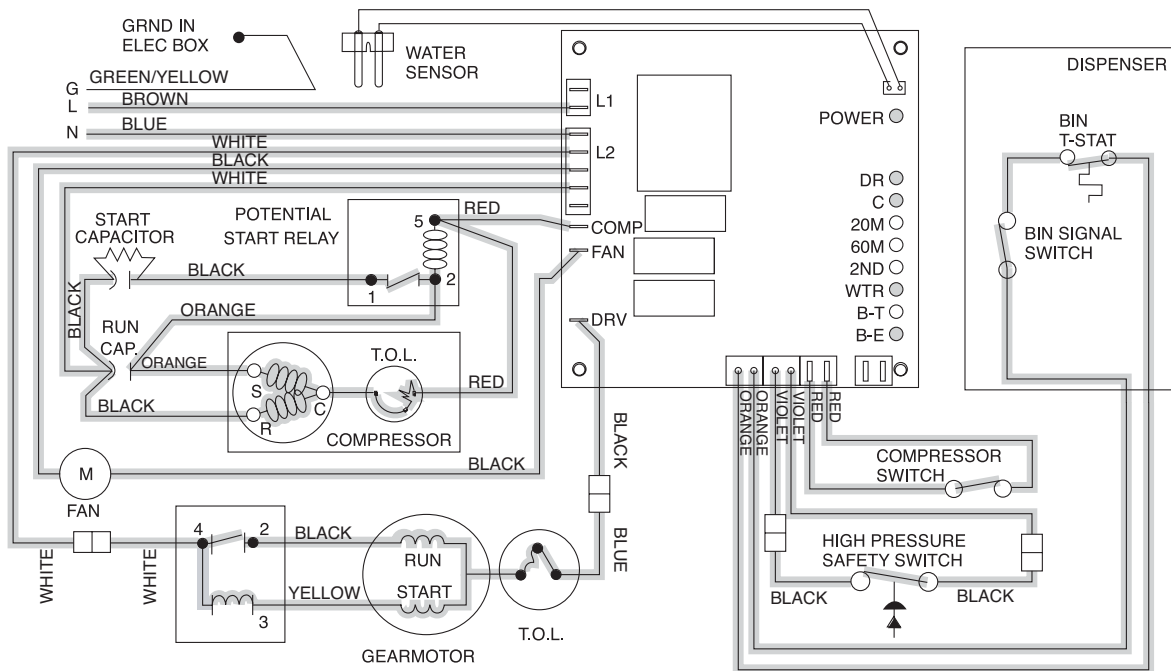 GRND IN
ELEC BOX
WATER
SENSOR
DISPENSER
GREEN/YELLOW
G
L
BROWN
L1
POWER
BIN
T-STAT
N
BLUE
WHITE
L2
BLACK
WHITE
DR
C
20M
60M
2ND
WTR
B-T
B-E
START
CAPACITOR
POTENTIAL
START RELAY
5
RED
COMP
FAN
BIN SIGNAL
SWITCH
BLACK
1
2
BLACK
RUN
CAP.
ORANGE
DRV
ORANGE
T.O.L.
S
C
R
RED
BLACK
COMPRESSOR
ORANGE
ORANGE
VIOLET
VIOLET
RED
RED
BLACK
COMPRESSOR
SWITCH
M
FAN
BLACK
4
2
BLACK
RUN
BLUE
HIGH PRESSURE
SAFETY SWITCH
WHITE
WHITE
YELLOW
START
3
BLACK
BLACK
T.O.L.
GEARMOTOR